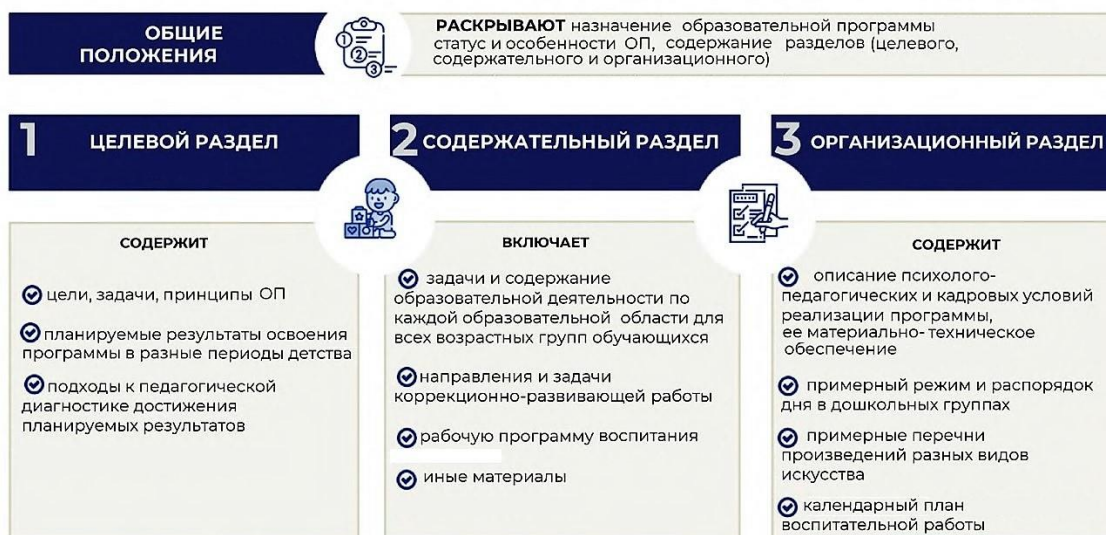 ОБЩИЕ
ПОЛОЖЕНИЯ
1
2
3
РАСКРЫВАЮТ назначение образовательной программы
статус и особенности ОП, содержание разделов (целевого,
содержательного и организационного)
1 ЦЕЛЕВОЙ РАЗДЕЛ
СОДЕРЖИТ
цели, задачи, принципы ОП
планируемые результаты освоения
программы в разные периоды детства
подходы к педагогической
диагностике достижения
планируемых результатов
2 СОДЕРЖАТЕЛЬНЫЙ РАЗДЕЛ
ВКЛЮЧАЕТ
задачи и содержание
образовательной деятельности по
каждой образовательной области для
всех возрастных групп обучающихся
направления и задачи
коррекционно-развивающей работы
рабочую программу воспитания
иные материалы
3 ОРГАНИЗАЦИОННЫЙ РАЗДЕЛ
СОДЕРЖИТ
описание психолого-
педагогических и кадровых условий
реализации программы,
ее материально- техническое
обеспечение
примерный режим и распорядок
дня в дошкольных группах
примерные перечни
произведений разных видов
искусства
календарный план
воспитательной работы